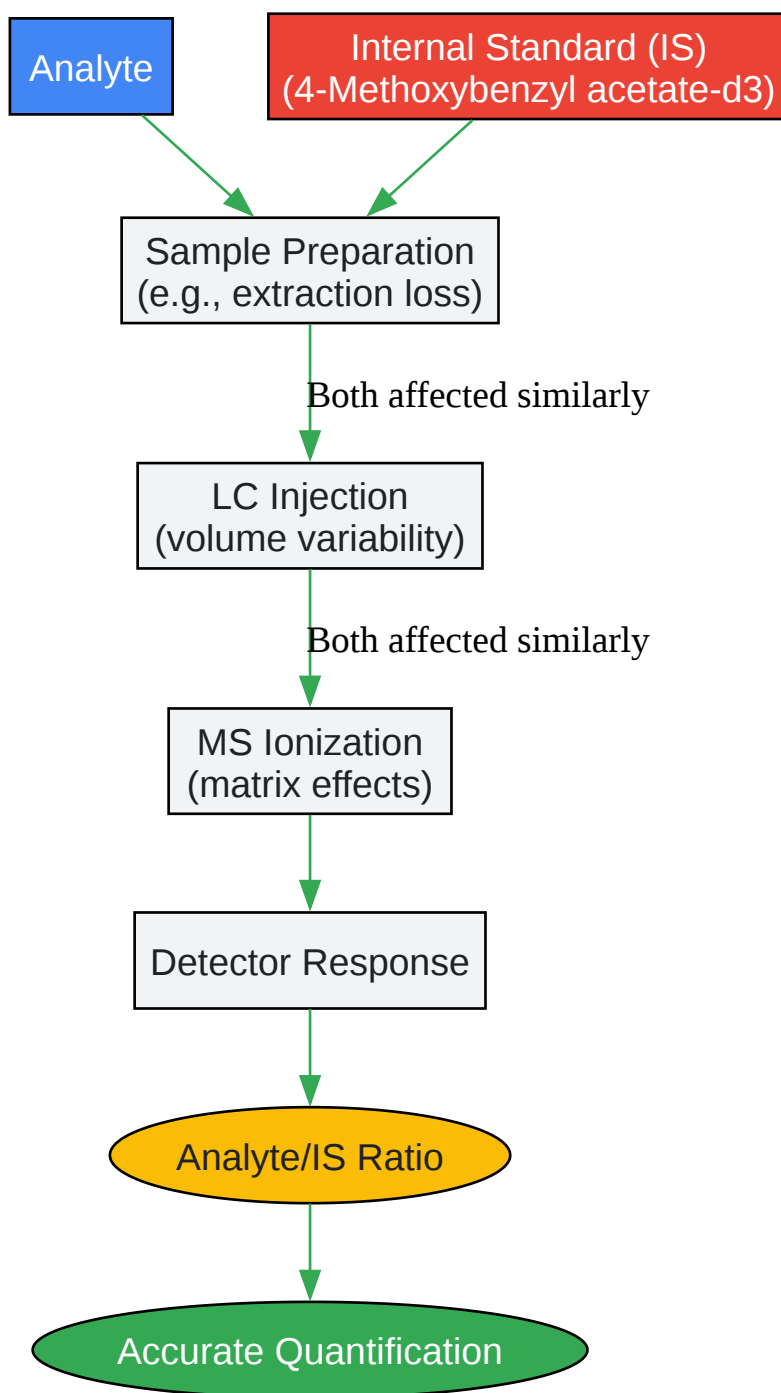 Analyte
Internal Standard (IS)
(4-Methoxybenzyl acetate-d3)
Sample Preparation
(e.g., extraction loss)
Both affected similarly
LC Injection
(volume variability)
Both affected similarly
MS Ionization
(matrix effects)
Detector Response
Analyte/IS Ratio
Accurate Quantification